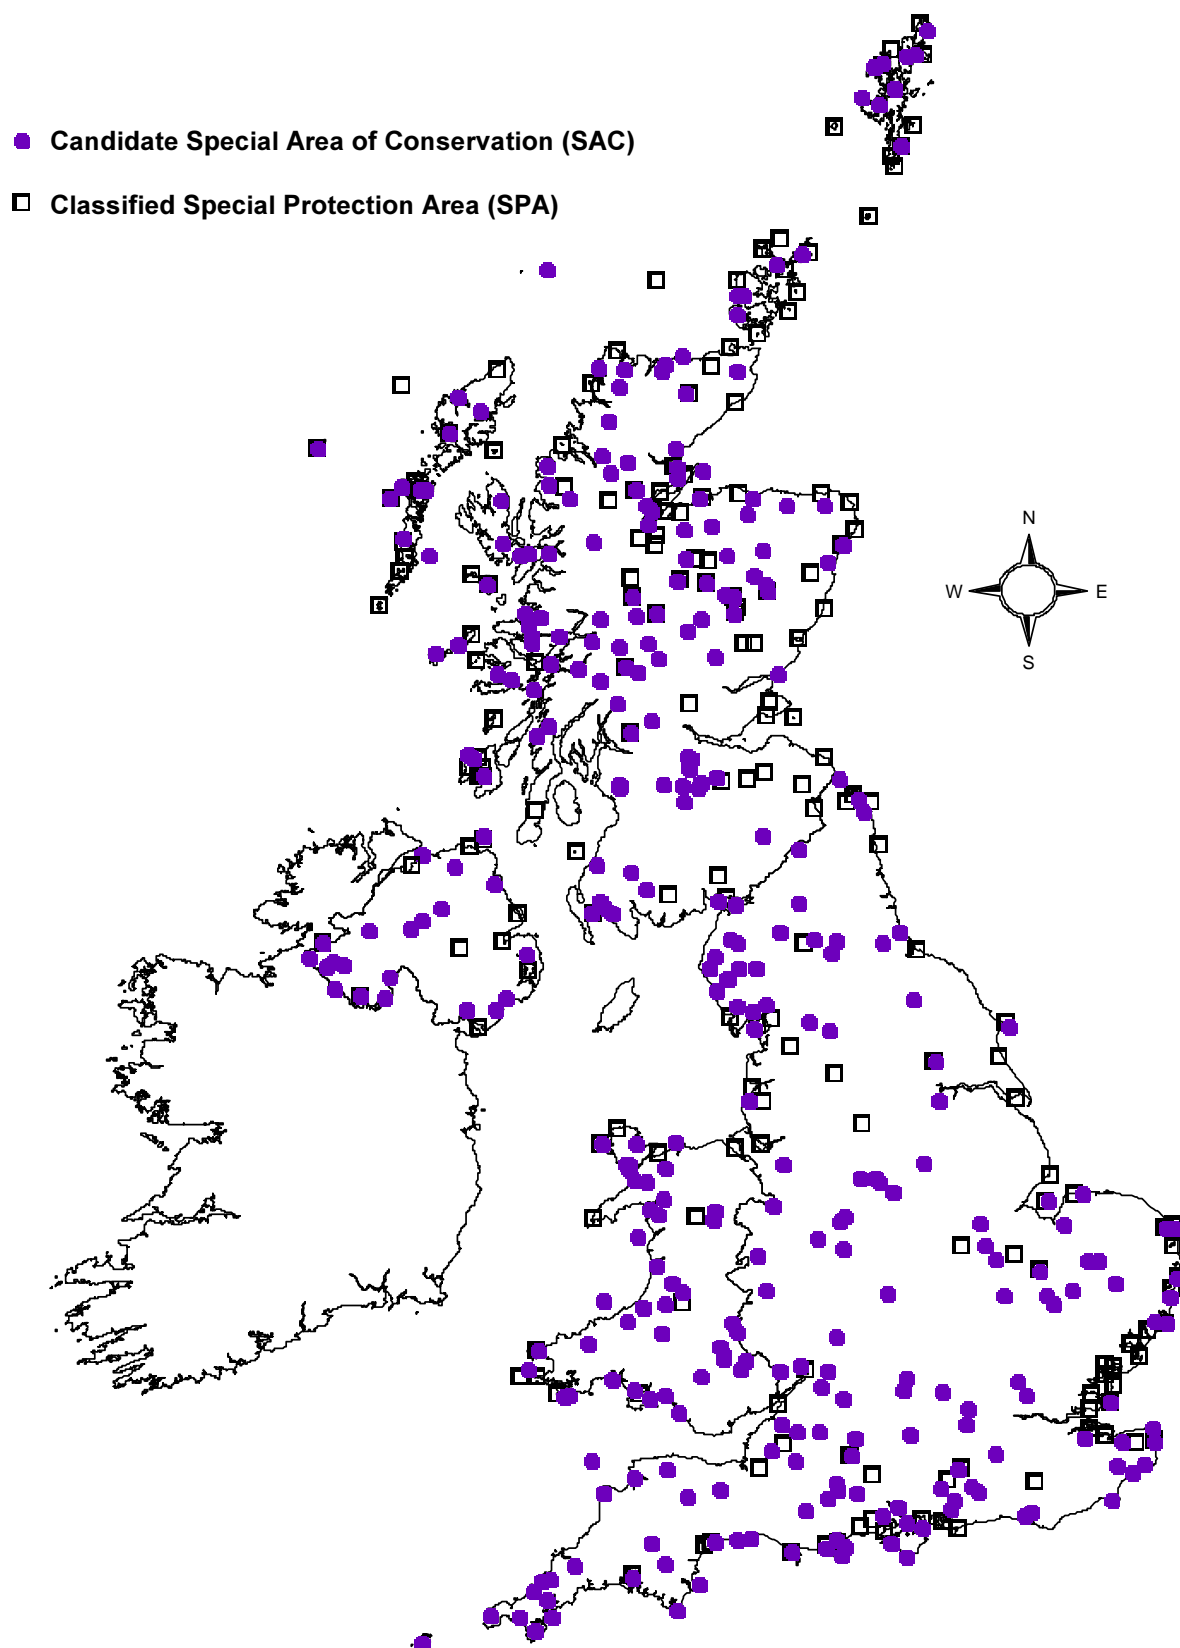 Candidate Special Area of Conservation (SAC)
Classified Special Protection Area (SPA)
N
W
E
S